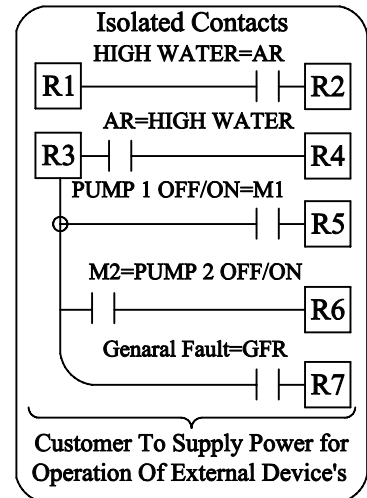 Isolated Contacts
HIGH WATER=AR
R1
R2
AR=HIGH WATER
R3
R4
PUMP 1 OFF/ON=M1
R5
M2=PUMP 2 OFF/ON
R6
Genaral Fault=GFR
R7
Customer To Supply Power for
Operation Of External Device's